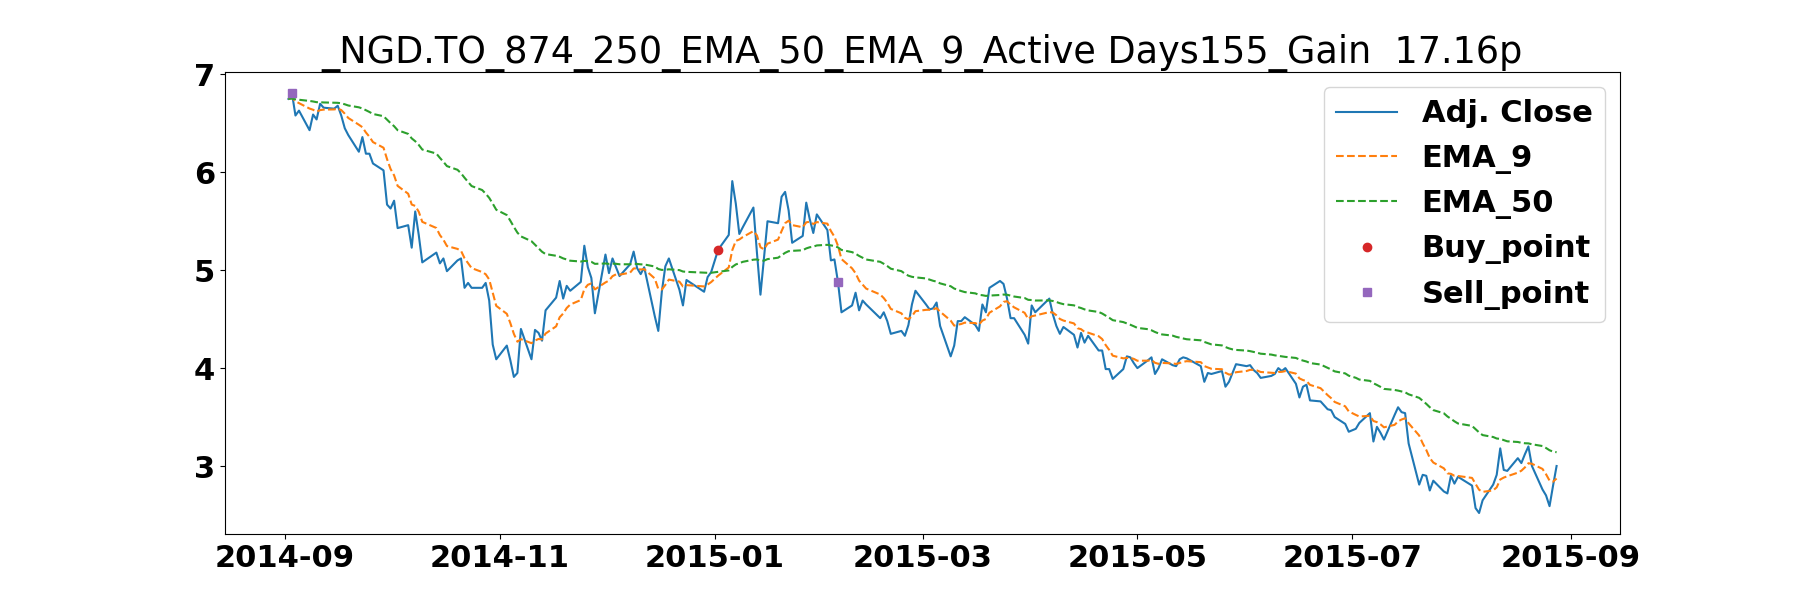 _NGD.TO_874_250_EMA_50_EMA_9_Active Days155_Gain  17.16p
7
6
5
4
3
Adj. Close
EMA_9
EMA_50
Buy_point
Sell_point
2014-09 2014-11 2015-01 2015-03 2015-05 2015-07 2015-09